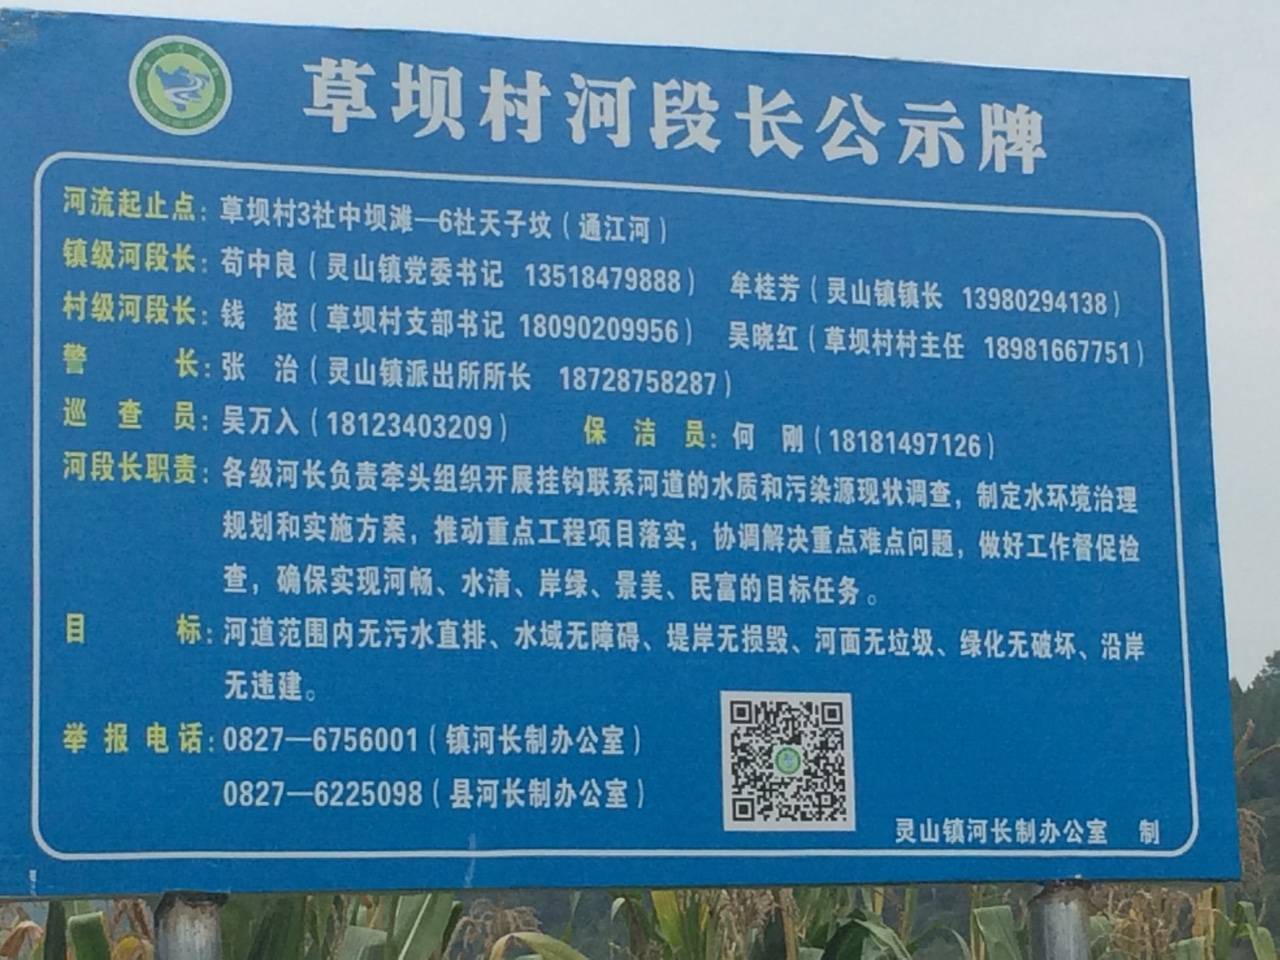 草坝村河段长公示牌
河流起止点：草坝村3社中坝滩—6社天子坟（通江河）
镇级河段长：苟中良（灵山镇党委书记 13518479888） 牟桂芳（灵山镇镇长 13980294138）
村级河段长：钱 挺（草坝村支部书记 18090209956） 吴晓红（草坝村村主任 18981667751）
警 长：张 治（灵山镇派出所所长 18728758287）
巡 查 员：吴万入（18123403209） 保 洁 员：何 刚（18181497126）
河段长职责：各级河长负责牵头组织开展挂钩联系河道的水质和污染源现状调查，制定水环境治理
规划和实施方案，推动重点工程项目落实，协调解决重点难点问题，做好工作督促检
查，确保实现河畅、水清、岸绿、景美、民富的目标任务。
目 标：河道范围内无污水直排、水域无障碍、堤岸无损毁、河面无垃圾、绿化无破坏、沿岸
无违建。
举 报 电 话：0827—6756001（镇河长制办公室）
0827—6225098（县河长制办公室）
灵山镇河长制办公室 制